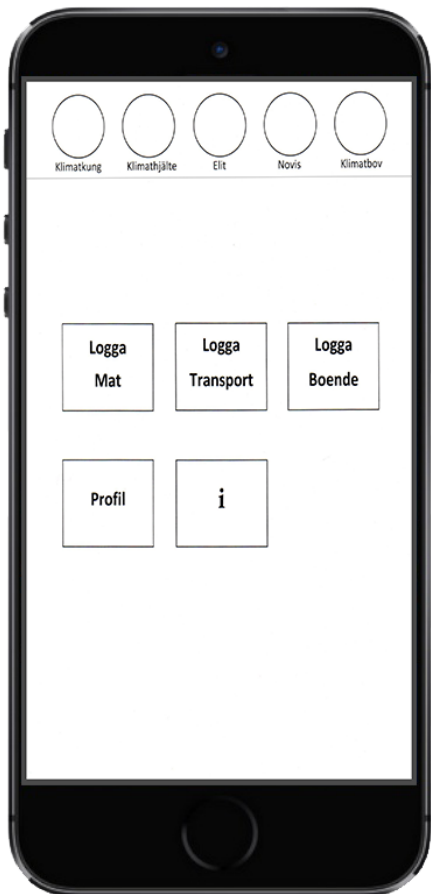 Klimatkung Klimathjälte Elit Novis Klimatbov
Logga Logga Logga
Mat Transport Boende
Profil i